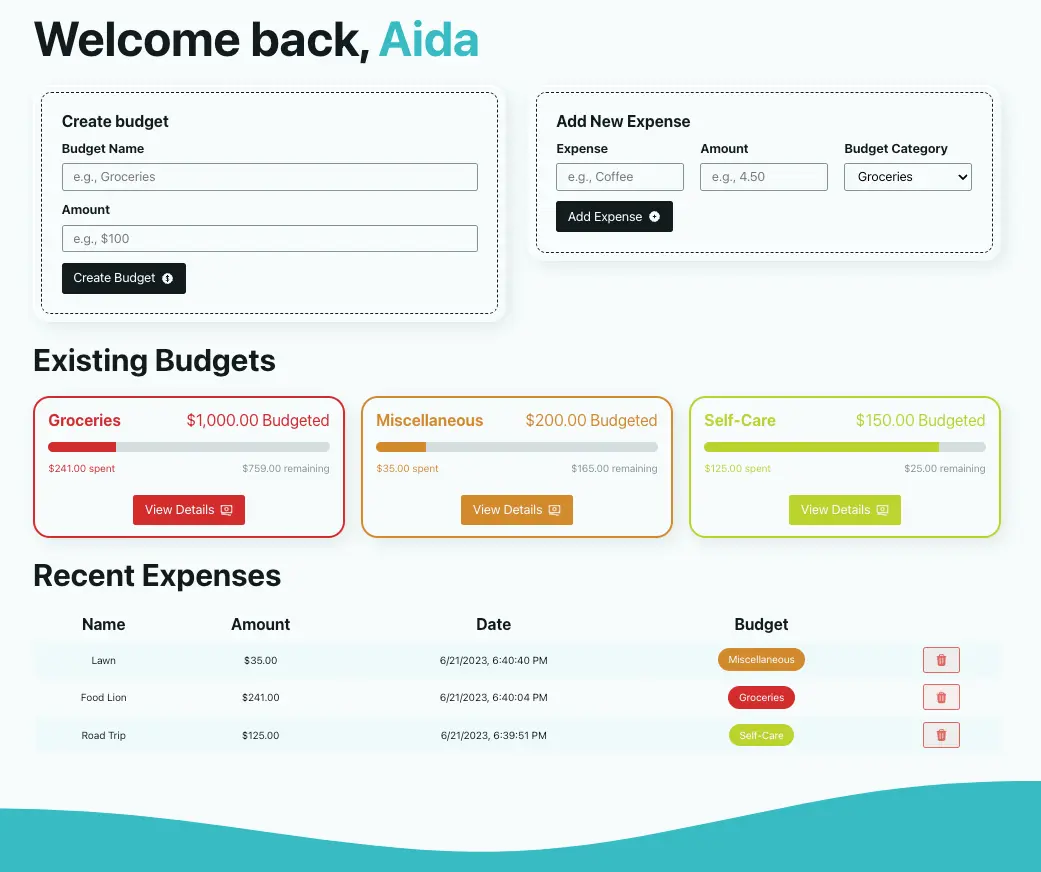 Welcome back, Aida
Create budget
Budget Name
e.g., Groceries
Amount
e.g., $100
Create Budget
Add New Expense
Expense Amount Budget Category
e.g., Coffee e.g., 4.50 Groceries
Add Expense
Existing Budgets
Groceries $1,000.00 Budgeted
$241.00 spent $759.00 remaining
View Details
Miscellaneous $200.00 Budgeted
$35.00 spent $165.00 remaining
View Details
Self-Care $150.00 Budgeted
$125.00 spent $25.00 remaining
View Details
Recent Expenses
Name Amount Date Budget
Lawn $35.00 6/21/2023, 6:40:40 PM Miscellaneous
Food Lion $241.00 6/21/2023, 6:40:04 PM Groceries
Road Trip $125.00 6/21/2023, 6:39:51 PM Self-Care